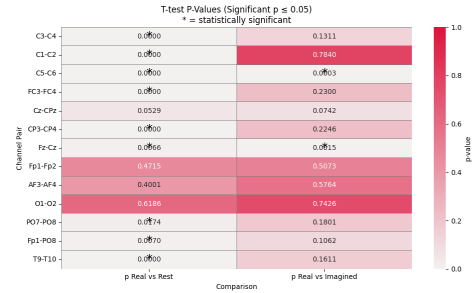 T-test P-Values (Significant p ≤ 0.05)
* = statistically significant
C3-C4 0.0000 * 0.1311
C1-C2 0.0000 * 0.7840
C5-C6 0.0000 * 0.0003 *
FC3-FC4 0.0000 * 0.2300
Cz-CPz 0.0529 0.0742
CP3-CP4 0.0000 * 0.2246
Fz-Cz 0.0066 * 0.0015 *
Fp1-Fp2 0.4715 0.5073
AF3-AF4 0.4001 0.5764
O1-O2 0.6186 0.7426
PO7-PO8 0.0174 * 0.1801
Fp1-PO8 * 0.1062
T9-T10 0.0000 * 0.1611
p Real vs Rest p Real vs Imagined
Comparison
Channel Pair
1.0
0.8
0.6
0.4
0.2
0.0
p-value